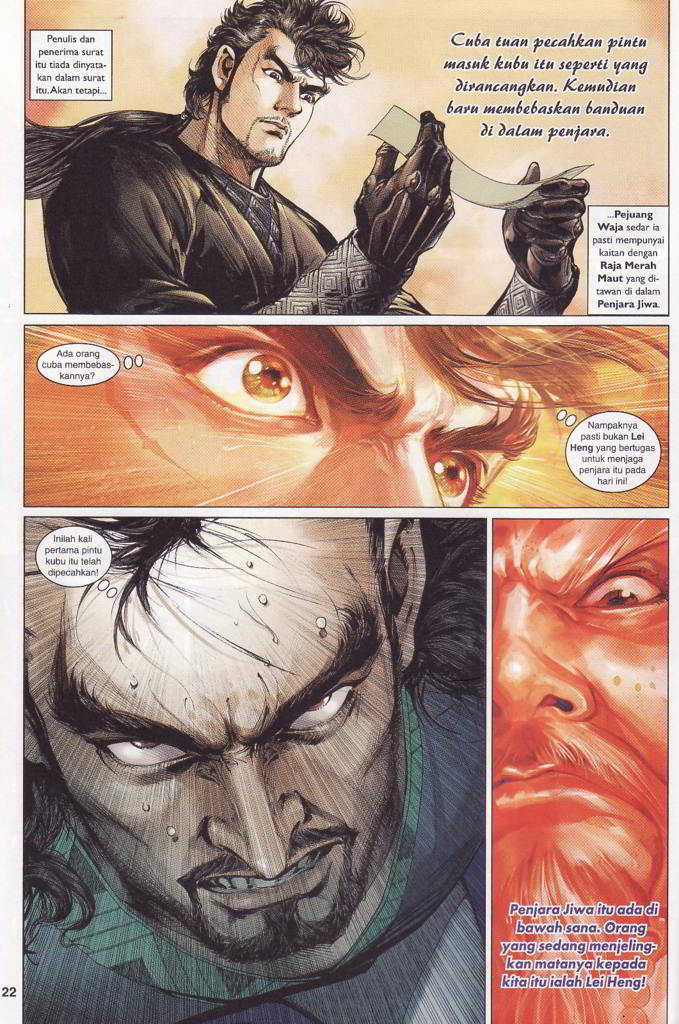 Penulis dan
penerima surat
itu tiada dinyata-
kan dalam surat
itu. Akan tetapi...
Cuba tuan pecahkan pintu
masuk kubu itu seperti yang
dirancangkan. Kemudian
baru membebaskan banduan
di dalam penjara.
...Pejuang
Waja sedar ia
pasti mempunyai
kaitan dengan
Raja Merah
Maut yang di-
tawan di dalam
Penjara Jiwa.
Ada orang
cuba membebas-
kannya?
Nampaknya
pasti bukan Lei
Heng yang bertugas
untuk menjaga
penjara itu pada
hari ini!
Inilah kali
pertama pintu
kubu itu telah
dipecahkan!
Penjara Jiwa itu ada di
bawah sana. Orang
yang sedang menjeling-
kan matanya kepada
kita itu ialah Lei Heng!
22